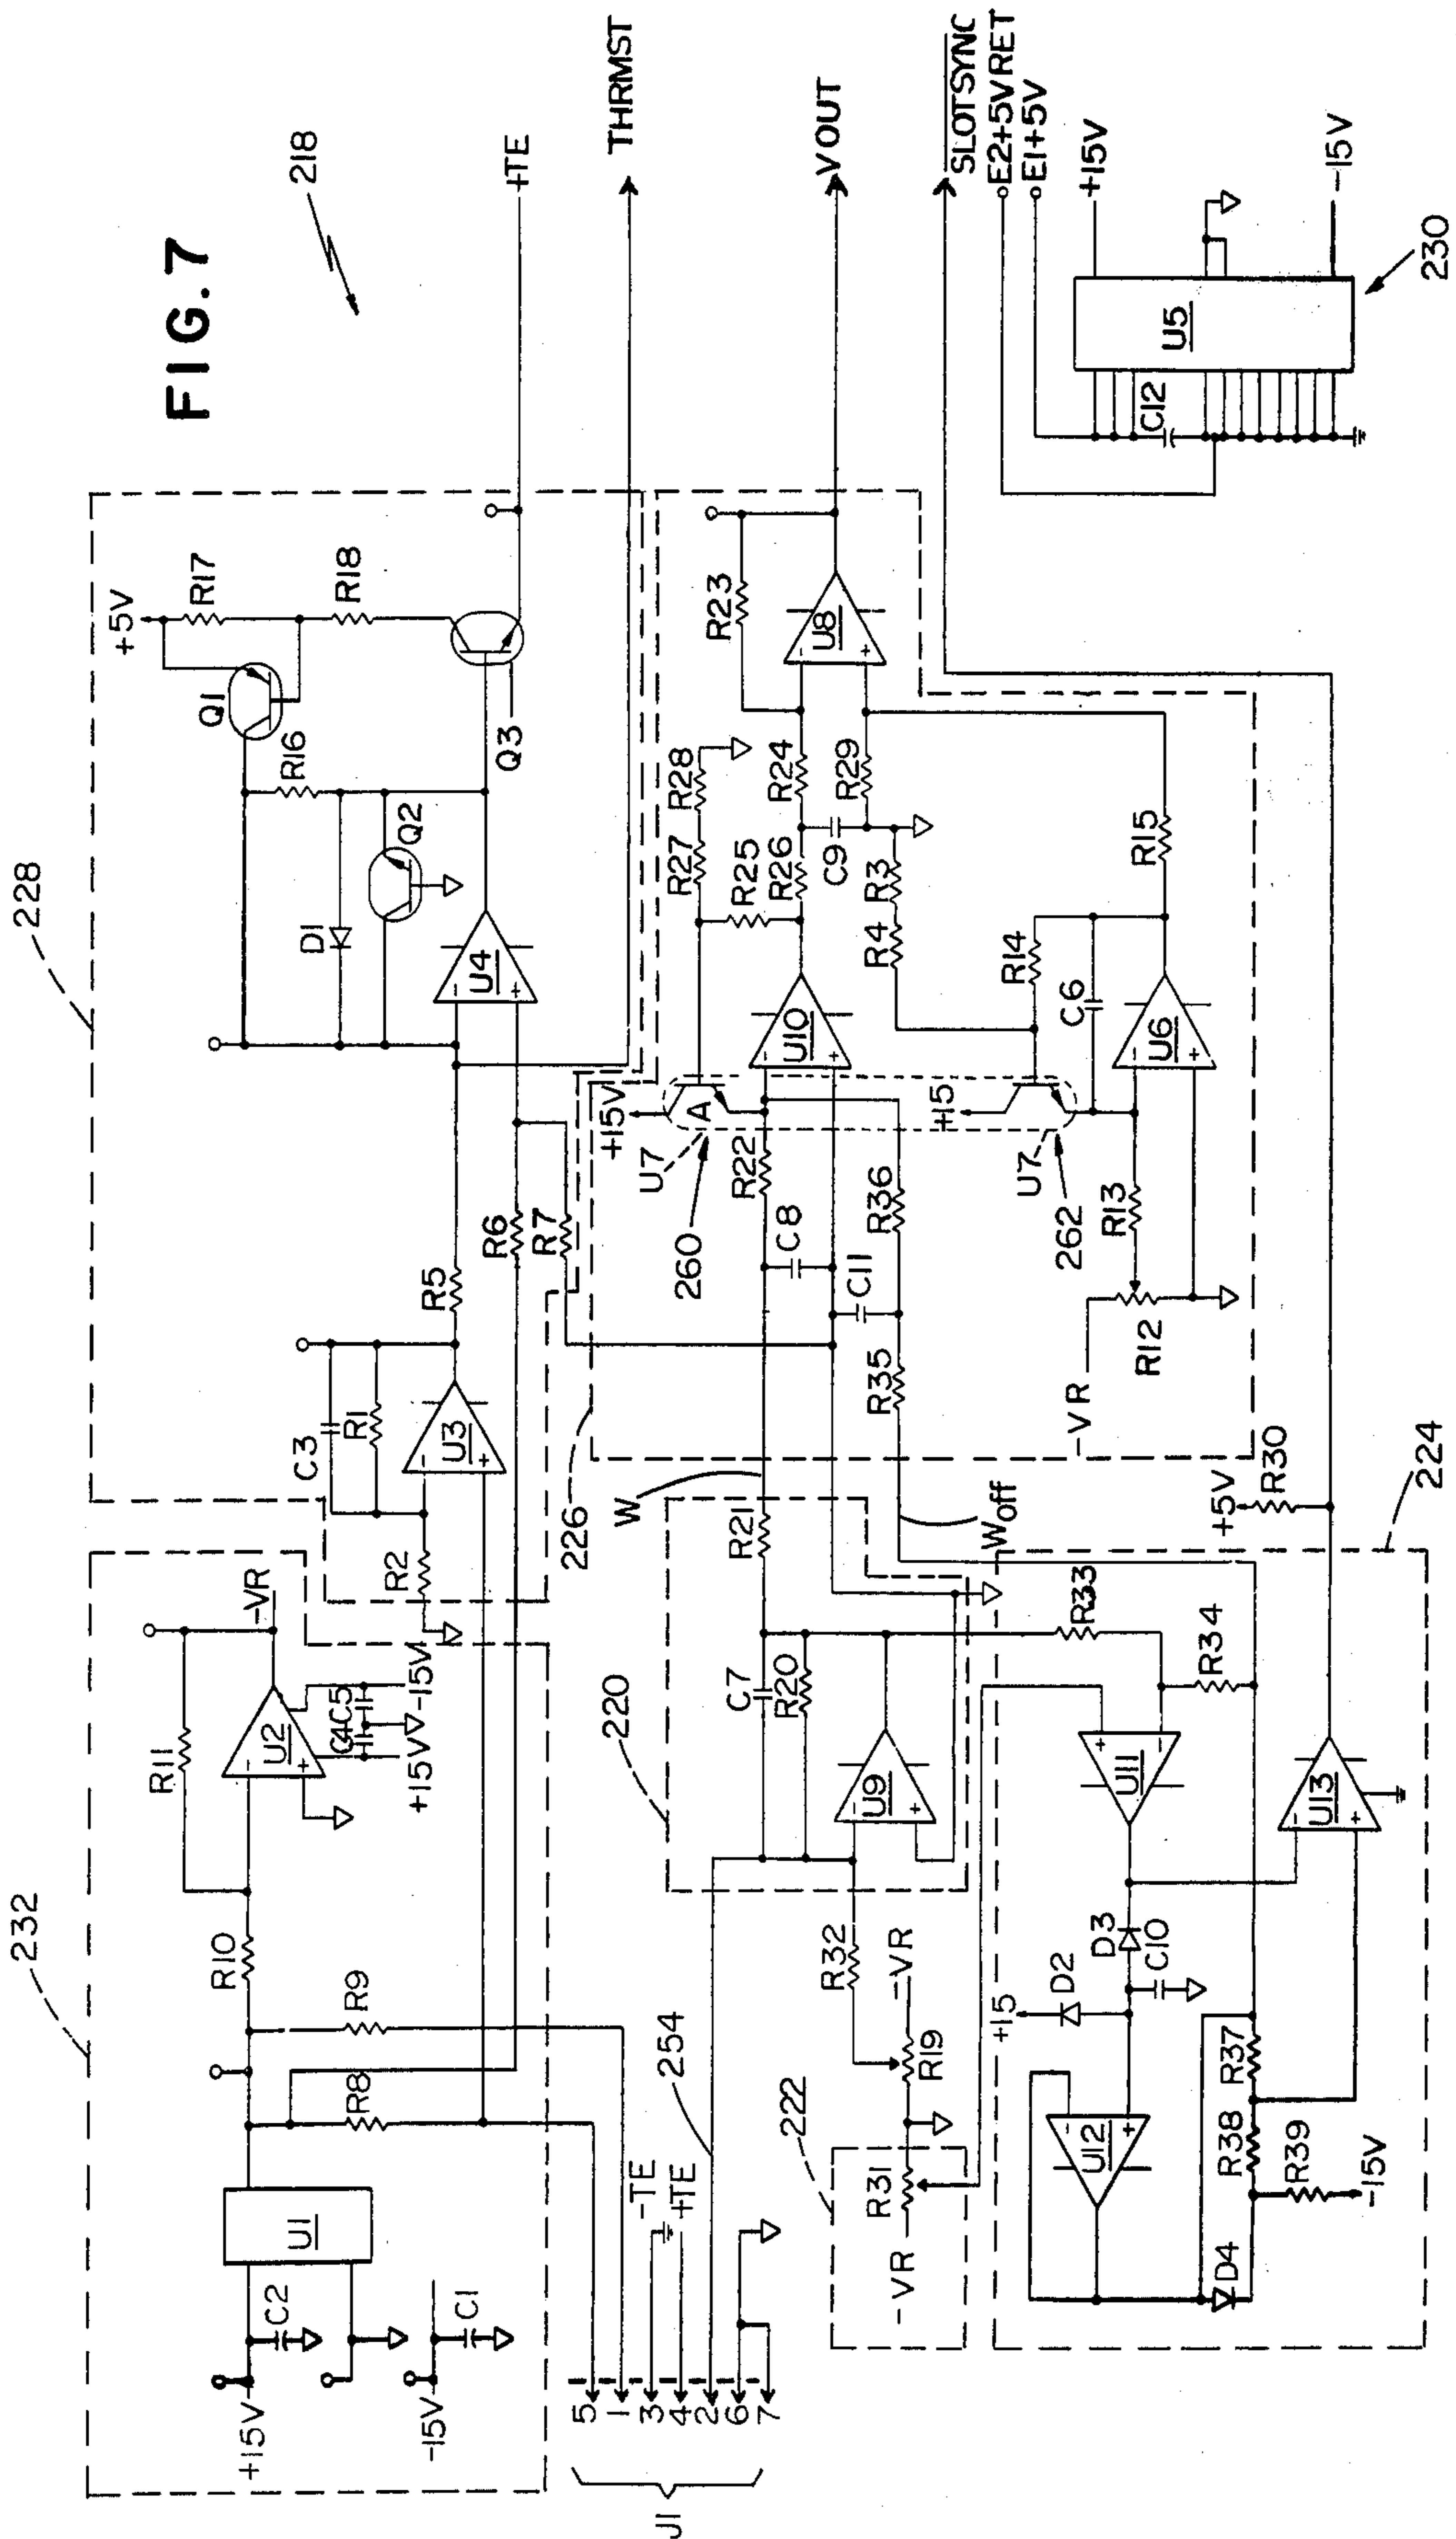 FIG. 7
218
228
232
+5V
R17
R18
Q1
R16
Q3
Q2
D1
+TE
THRMST
U4
R5
R6
R7
C3
R1
U3
R2
-VR
R11
U2
C4
C5
-15V
+15V
R10
R9
R8
U1
+15V
C2
-15V
C1
J1
5
1
3
4
2
6
7
-TE
+TE
254
220
226
W
Woff
C7
R20
R21
U9
R32
-VR
R19
222
R31
-VR
+15V
A
U7
260
R22
C8
C11
R36
R35
U10
R25
R26
R27
R28
R24
C9
R29
R23
U8
VOUT
R3
R4
+15
U7
262
R14
C6
U6
R13
R12
-VR
R15
SLOTSYNC
E2+5V RET
E1+5V
+15V
-15V
U5
C12
230
224
+5V
R30
R33
R34
U11
U13
D3
C10
D2
+15
U12
R37
R38
R39
-15V
D4